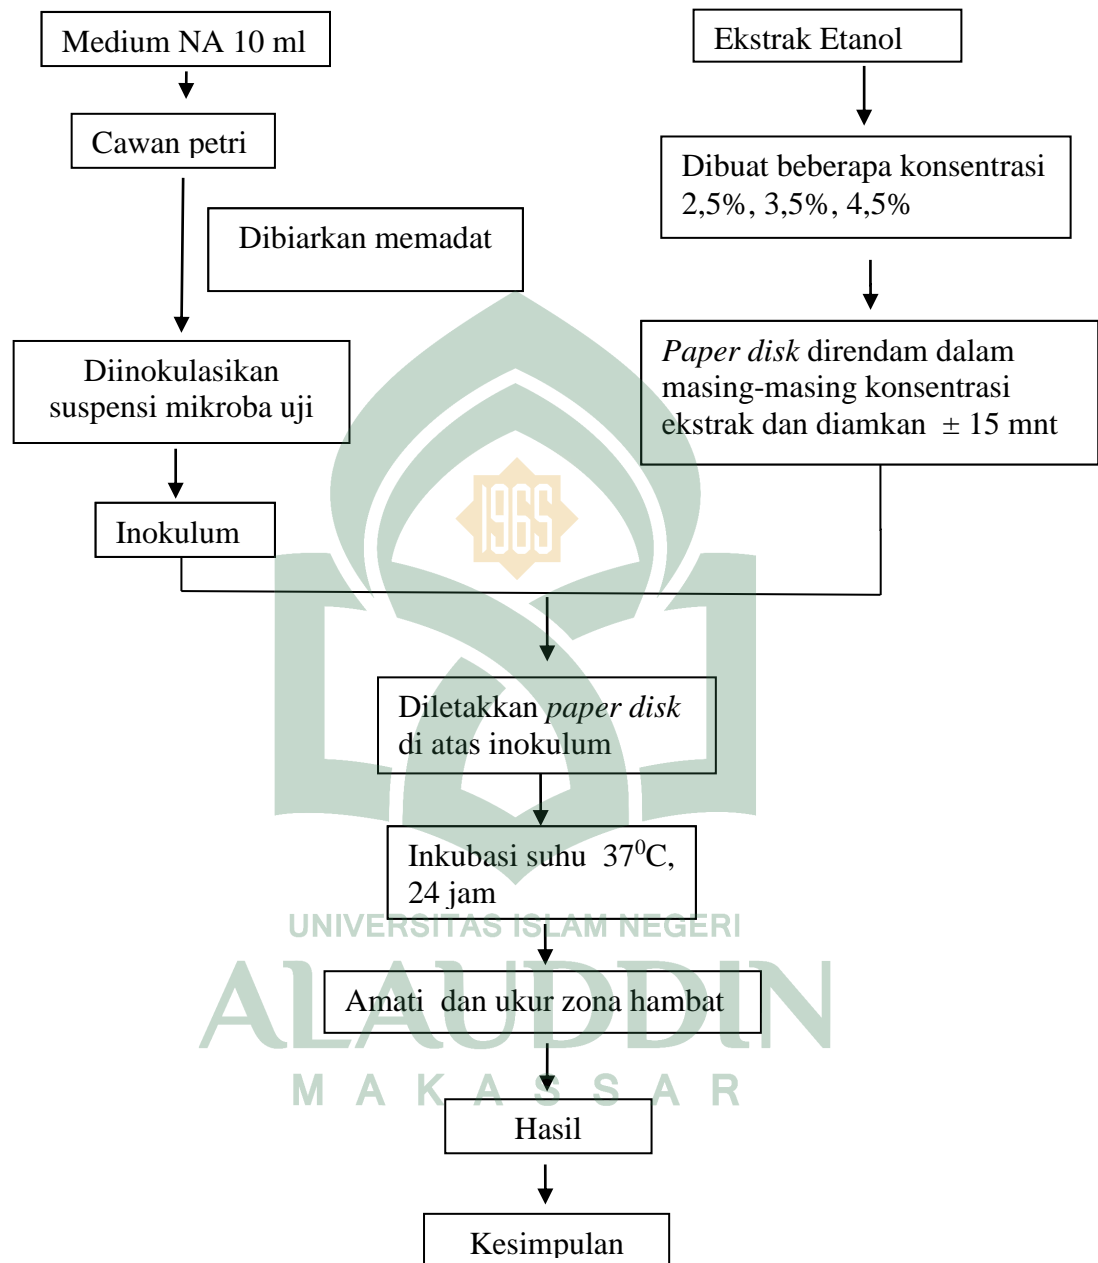 Medium NA 10 ml
Cawan petri
Dibiarkan memadat
Diinokulasikan
suspensi mikroba uji
Inokulum
Ekstrak Etanol
Dibuat beberapa konsentrasi
2,5%, 3,5%, 4,5%
Paper disk direndam dalam
masing-masing konsentrasi
ekstrak dan diamkan ± 15 mnt
1965
Diletakkan paper disk
di atas inokulum
Inkubasi suhu 37⁰C,
24 jam
UNIVERSITAS ISLAM NEGERI
ALAUDDIN
Amati dan ukur zona hambat
MAKASSAR
Hasil
Kesimpulan